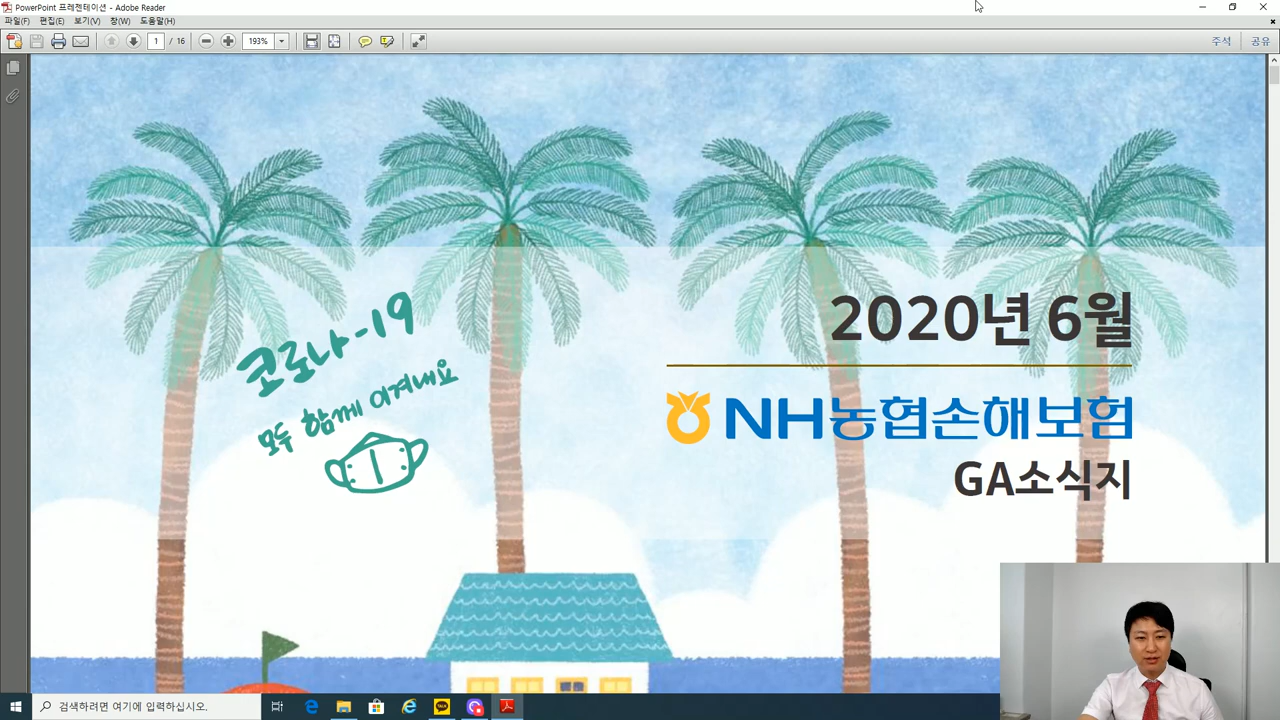 PowerPoint 프레젠테이션 - Adobe Reader
파일(F) 편집(E) 보기(V) 창(W) 도움말(H)
1 / 16 193% 주석 공유
코로나-19
모두 함께 이겨내요
2020년 6월
NH농협손해보험
GA소식지
검색하려면 여기에 입력하십시오.
TALK